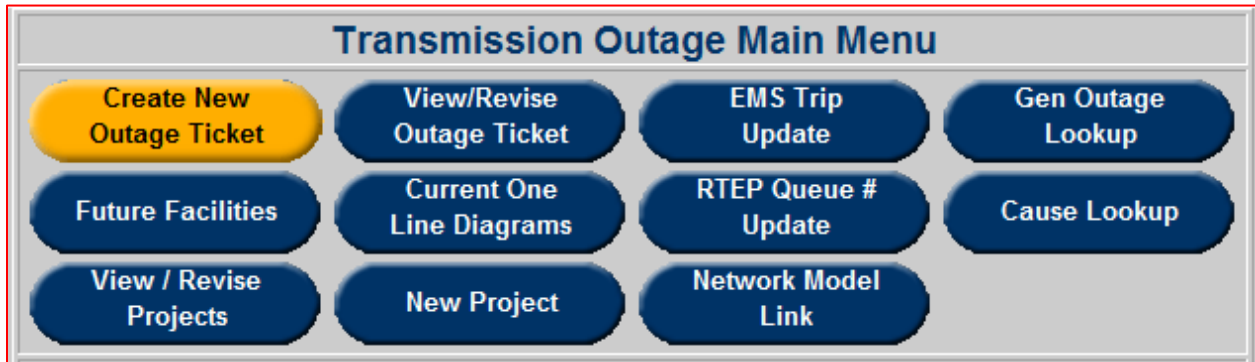 Transmission Outage Main Menu
Create New
Outage Ticket
View/Revise
Outage Ticket
EMS Trip
Update
Gen Outage
Lookup
Future Facilities
Current One
Line Diagrams
RTEP Queue #
Update
Cause Lookup
View / Revise
Projects
New Project
Network Model
Link